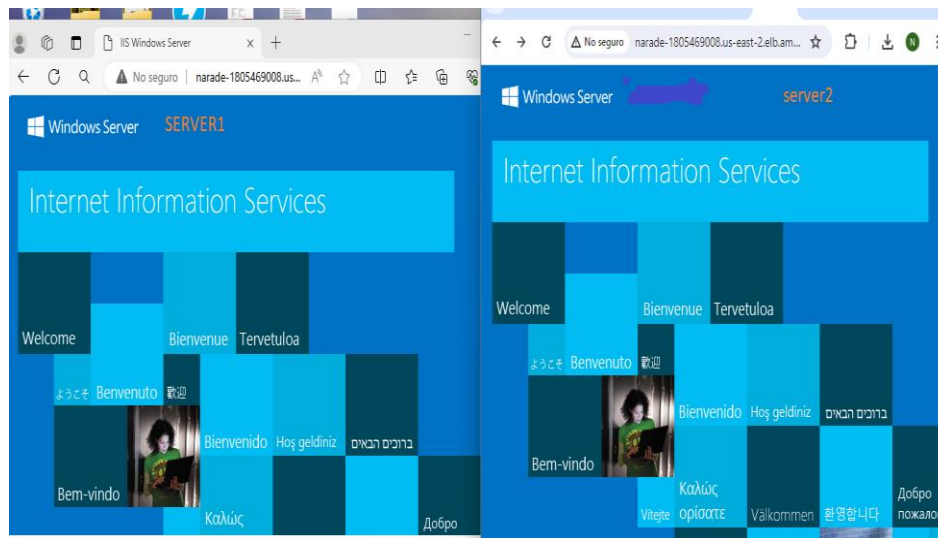 IIS Windows Server
No seguro narade-1805469008.us...
Windows Server SERVER1
Internet Information Services
Welcome
Bienvenue Tervetuloa
ようこそ Benvenuto 歡迎
Bienvenido Hoş geldiniz ברוכים הבאים
Bem-vindo
Καλώς
Добро
No seguro narade-1805469008.us-east-2.elb.am... N
Windows Server server2
Internet Information Services
Welcome
Bienvenue Tervetuloa
ようこそ Benvenuto 歡迎
Bienvenido Hoş geldiniz ברוכים הבאים
Bem-vindo
Καλώς
Vítejte ορίσατε Välkommen 환영합니다
Добро
пожало